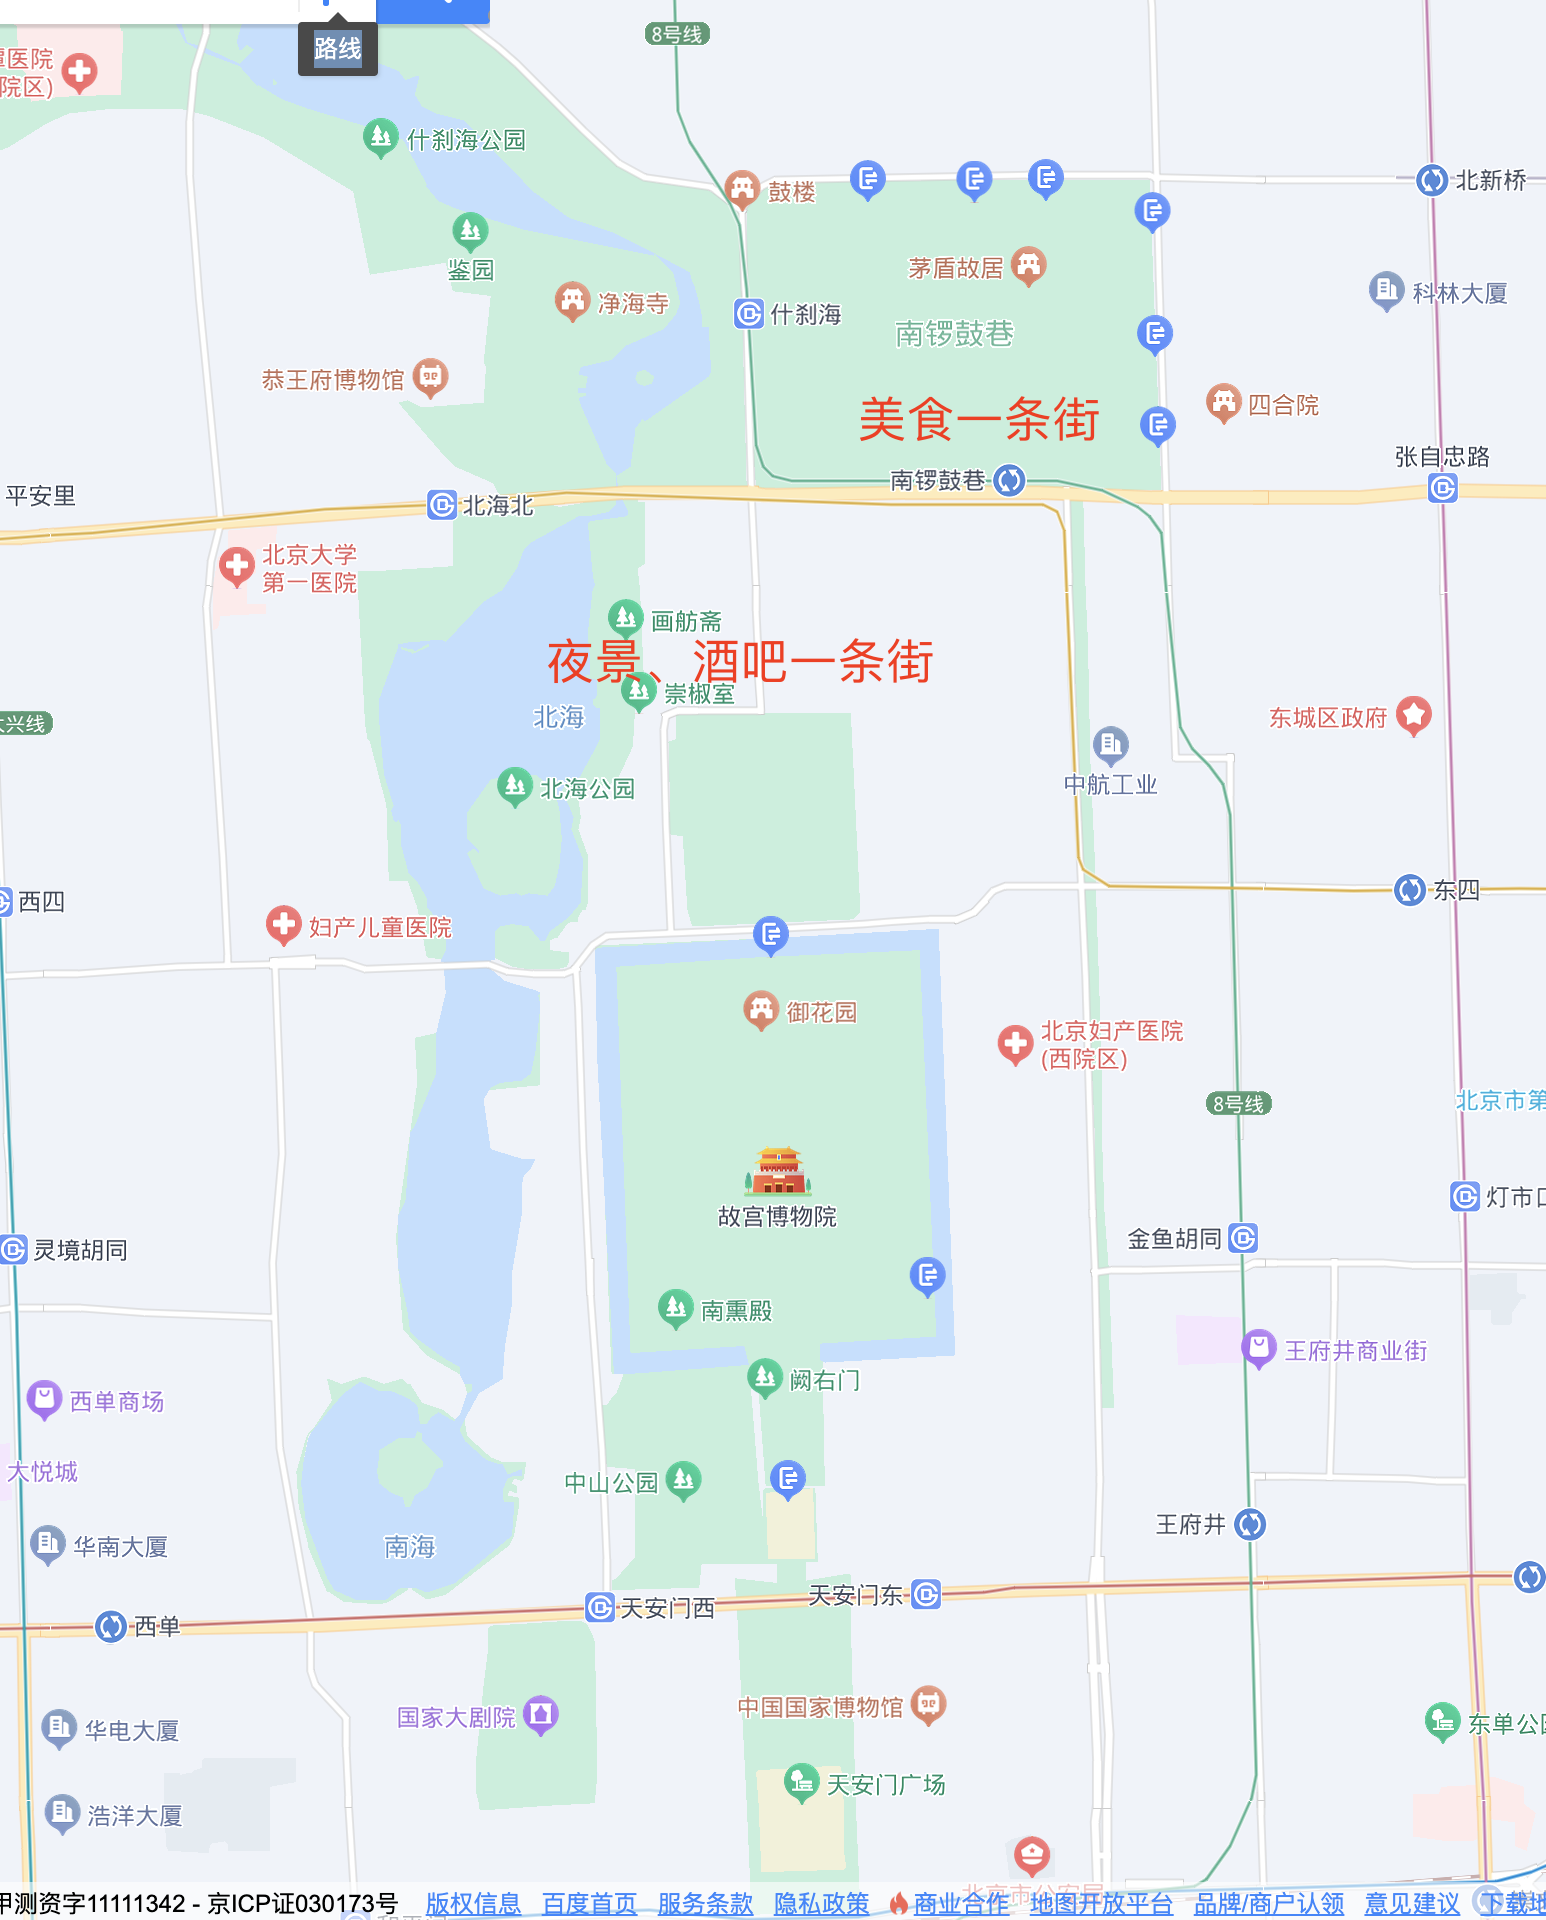 路线
8号线
医院
院区)
什刹海公园
鼓楼
北新桥
鉴园
茅盾故居
净海寺
什刹海
科林大厦
南锣鼓巷
恭王府博物馆
四合院
美食一条街
张自忠路
南锣鼓巷
平安里
北海北
北京大学
第一医院
画舫斋
夜景、酒吧一条街
崇椒室
北海
东城区政府
大兴线
中航工业
北海公园
西四
东四
妇产儿童医院
御花园
北京妇产医院
(西院区)
8号线
北京市第
故宫博物院
灯市口
金鱼胡同
灵境胡同
南熏殿
王府井商业街
阙右门
西单商场
大悦城
中山公园
王府井
华南大厦
南海
天安门东
天安门西
西单
中国国家博物馆
国家大剧院
东单公园
华电大厦
天安门广场
浩洋大厦
北京市公安局
甲测资字11111342 - 京ICP证030173号 版权信息 百度首页 服务条款 隐私政策 商业合作 地图开放平台 品牌/商户认领 意见建议 下载地
和平门